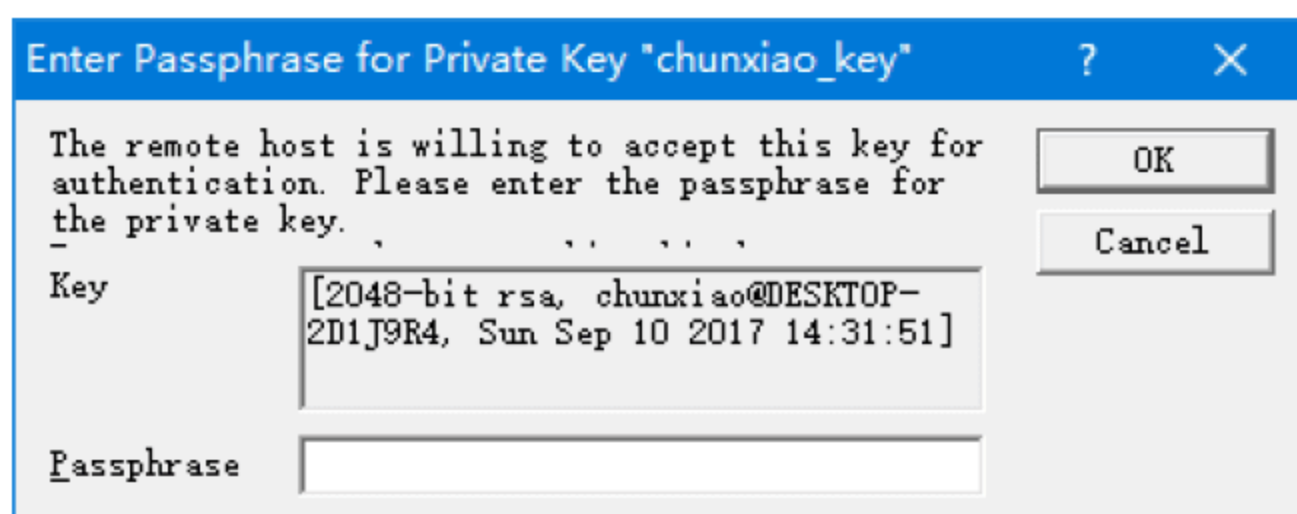 Enter Passphrase for Private Key "chunxiao_key"
The remote host is willing to accept this key for
authentication. Please enter the passphrase for
the private key.
OK
Cancel
Key
[2048-bit rsa, chunxiao@DESKTOP-
2D1J9R4, Sun Sep 10 2017 14:31:51]
Passphrase